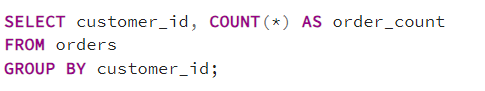 SELECT customer_id, COUNT(*) AS order_count
FROM orders
GROUP BY customer_id;